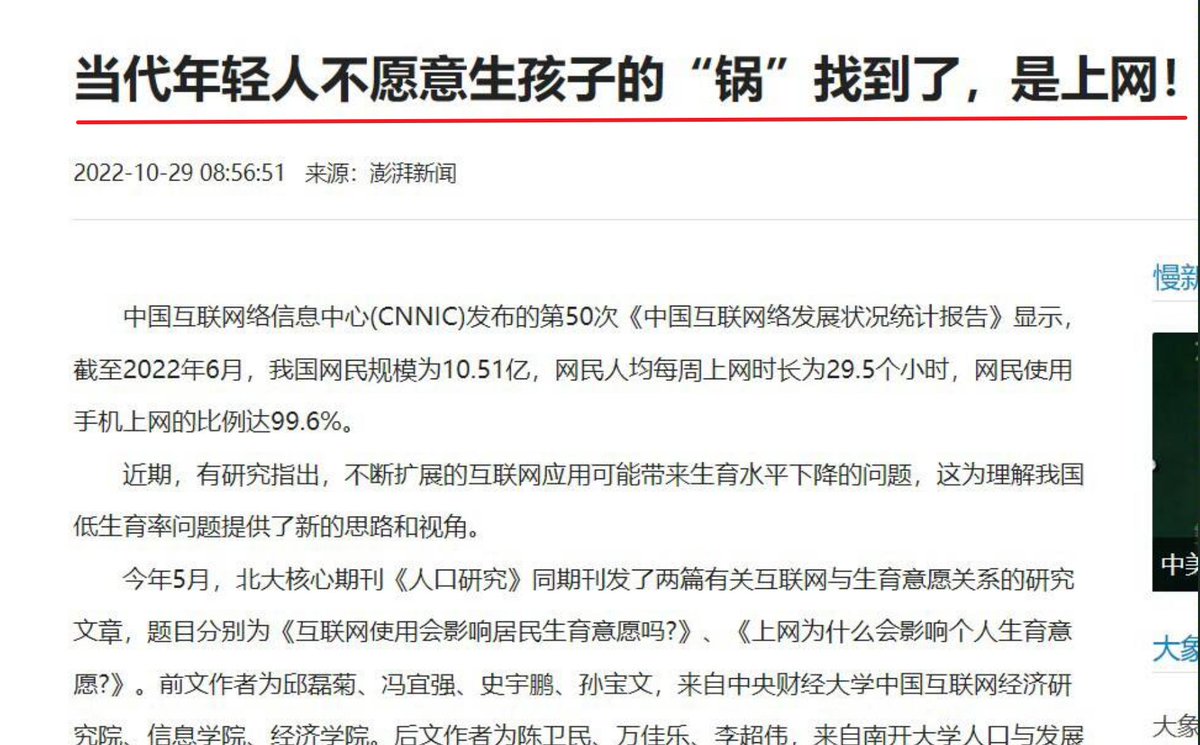 当代年轻人不愿意生孩子的“锅”找到了，是上网！
2022-10-29 08:56:51 来源：澎湃新闻
中国互联网络信息中心(CNNIC)发布的第50次《中国互联网络发展状况统计报告》显示，
截至2022年6月，我国网民规模为10.51亿，网民人均每周上网时长为29.5个小时，网民使用
手机上网的比例达99.6%。
近期，有研究指出，不断扩展的互联网应用可能带来生育水平下降的问题，这为理解我国
低生育率问题提供了新的思路和视角。
今年5月，北大核心期刊《人口研究》同期刊发了两篇有关互联网与生育意愿关系的研究
文章，题目分别为《互联网使用会影响居民生育意愿吗?》、《上网为什么会影响个人生育意
愿?》。前文作者为邱磊菊、冯宜强、史宇鹏、孙宝文，来自中央财经大学中国互联网经济研
究院、信息学院、经济学院。后文作者为陈卫民、万佳乐、李超伟，来自南开大学人口与发展
慢新
中美
大象
大象